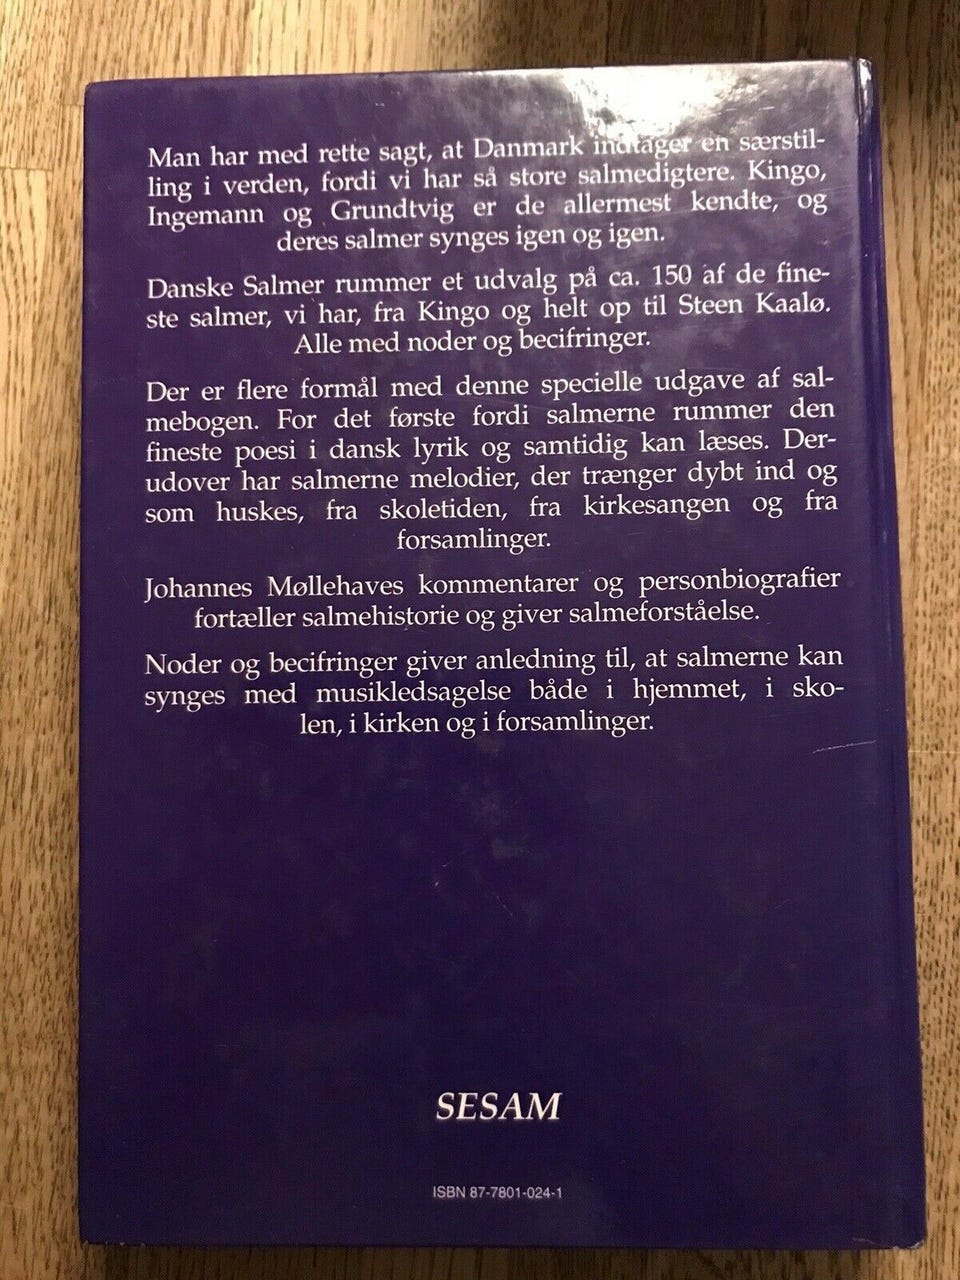 Man har med rette sagt, at Danmark indtager en særstil-
ling i verden, fordi vi har så store salmedigtere. Kingo,
Ingemann og Grundtvig er de allermest kendte, og
deres salmer synges igen og igen.
Danske Salmer rummer et udvalg på ca. 150 af de fine-
ste salmer, vi har, fra Kingo og helt op til Steen Kaalø.
Alle med noder og becifringer.
Der er flere formål med denne specielle udgave af sal-
mebogen. For det første fordi salmerne rummer den
fineste poesi i dansk lyrik og samtidig kan læses. Der-
udover har salmerne melodier, der trænger dybt ind og
som huskes, fra skoletiden, fra kirkesangen og fra
forsamlinger.
Johannes Møllehaves kommentarer og personbiografier
fortæller salmehistorie og giver salmeforståelse.
Noder og becifringer giver anledning til, at salmerne kan
synges med musikledsagelse både i hjemmet, i sko-
len, i kirken og i forsamlinger.
SESAM
ISBN 87-7801-024-1